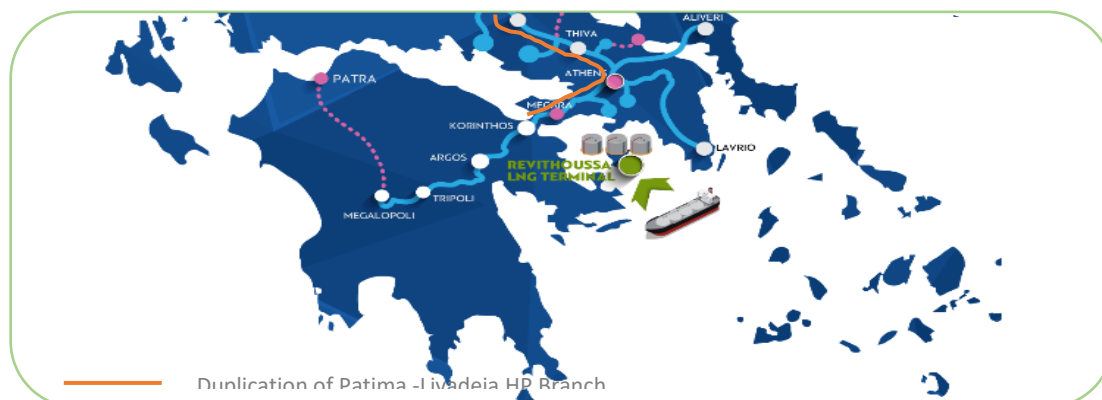 ALIVERI
THIVA
ATHENS
PATRA
MEGARA
KORINTHOS
LAVRIO
ARGOS
REVITHOUSSA
LNG TERMINAL
TRIPOLI
MEGALOPOLI
Duplication of Patima -Livadeia HP Branch